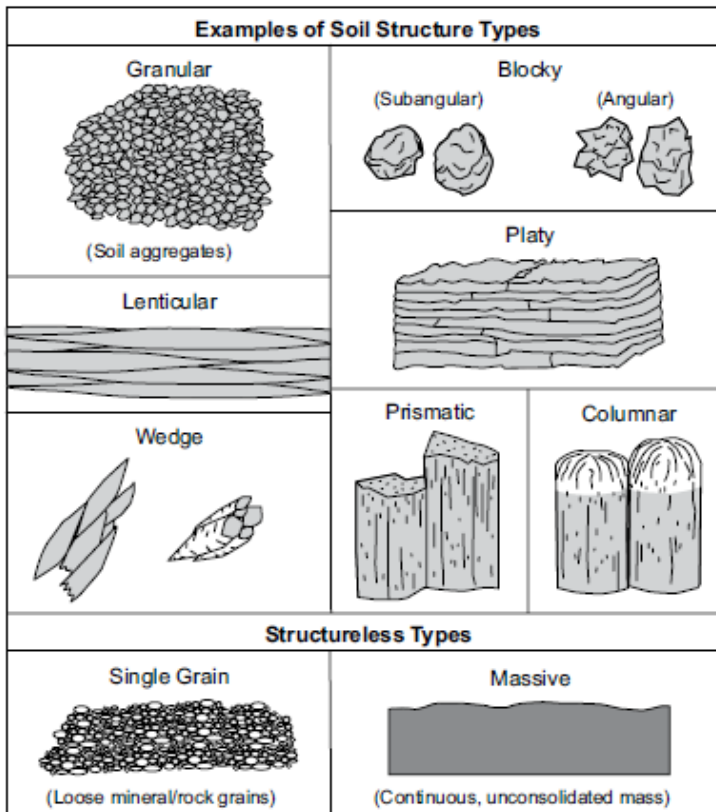 Examples of Soil Structure Types
Granular
(Soil aggregates)
Blocky
(Subangular)
(Angular)
Platy
Lenticular
Wedge
Prismatic
Columnar
Structureless Types
Single Grain
(Loose mineral/rock grains)
Massive
(Continuous, unconsolidated mass)